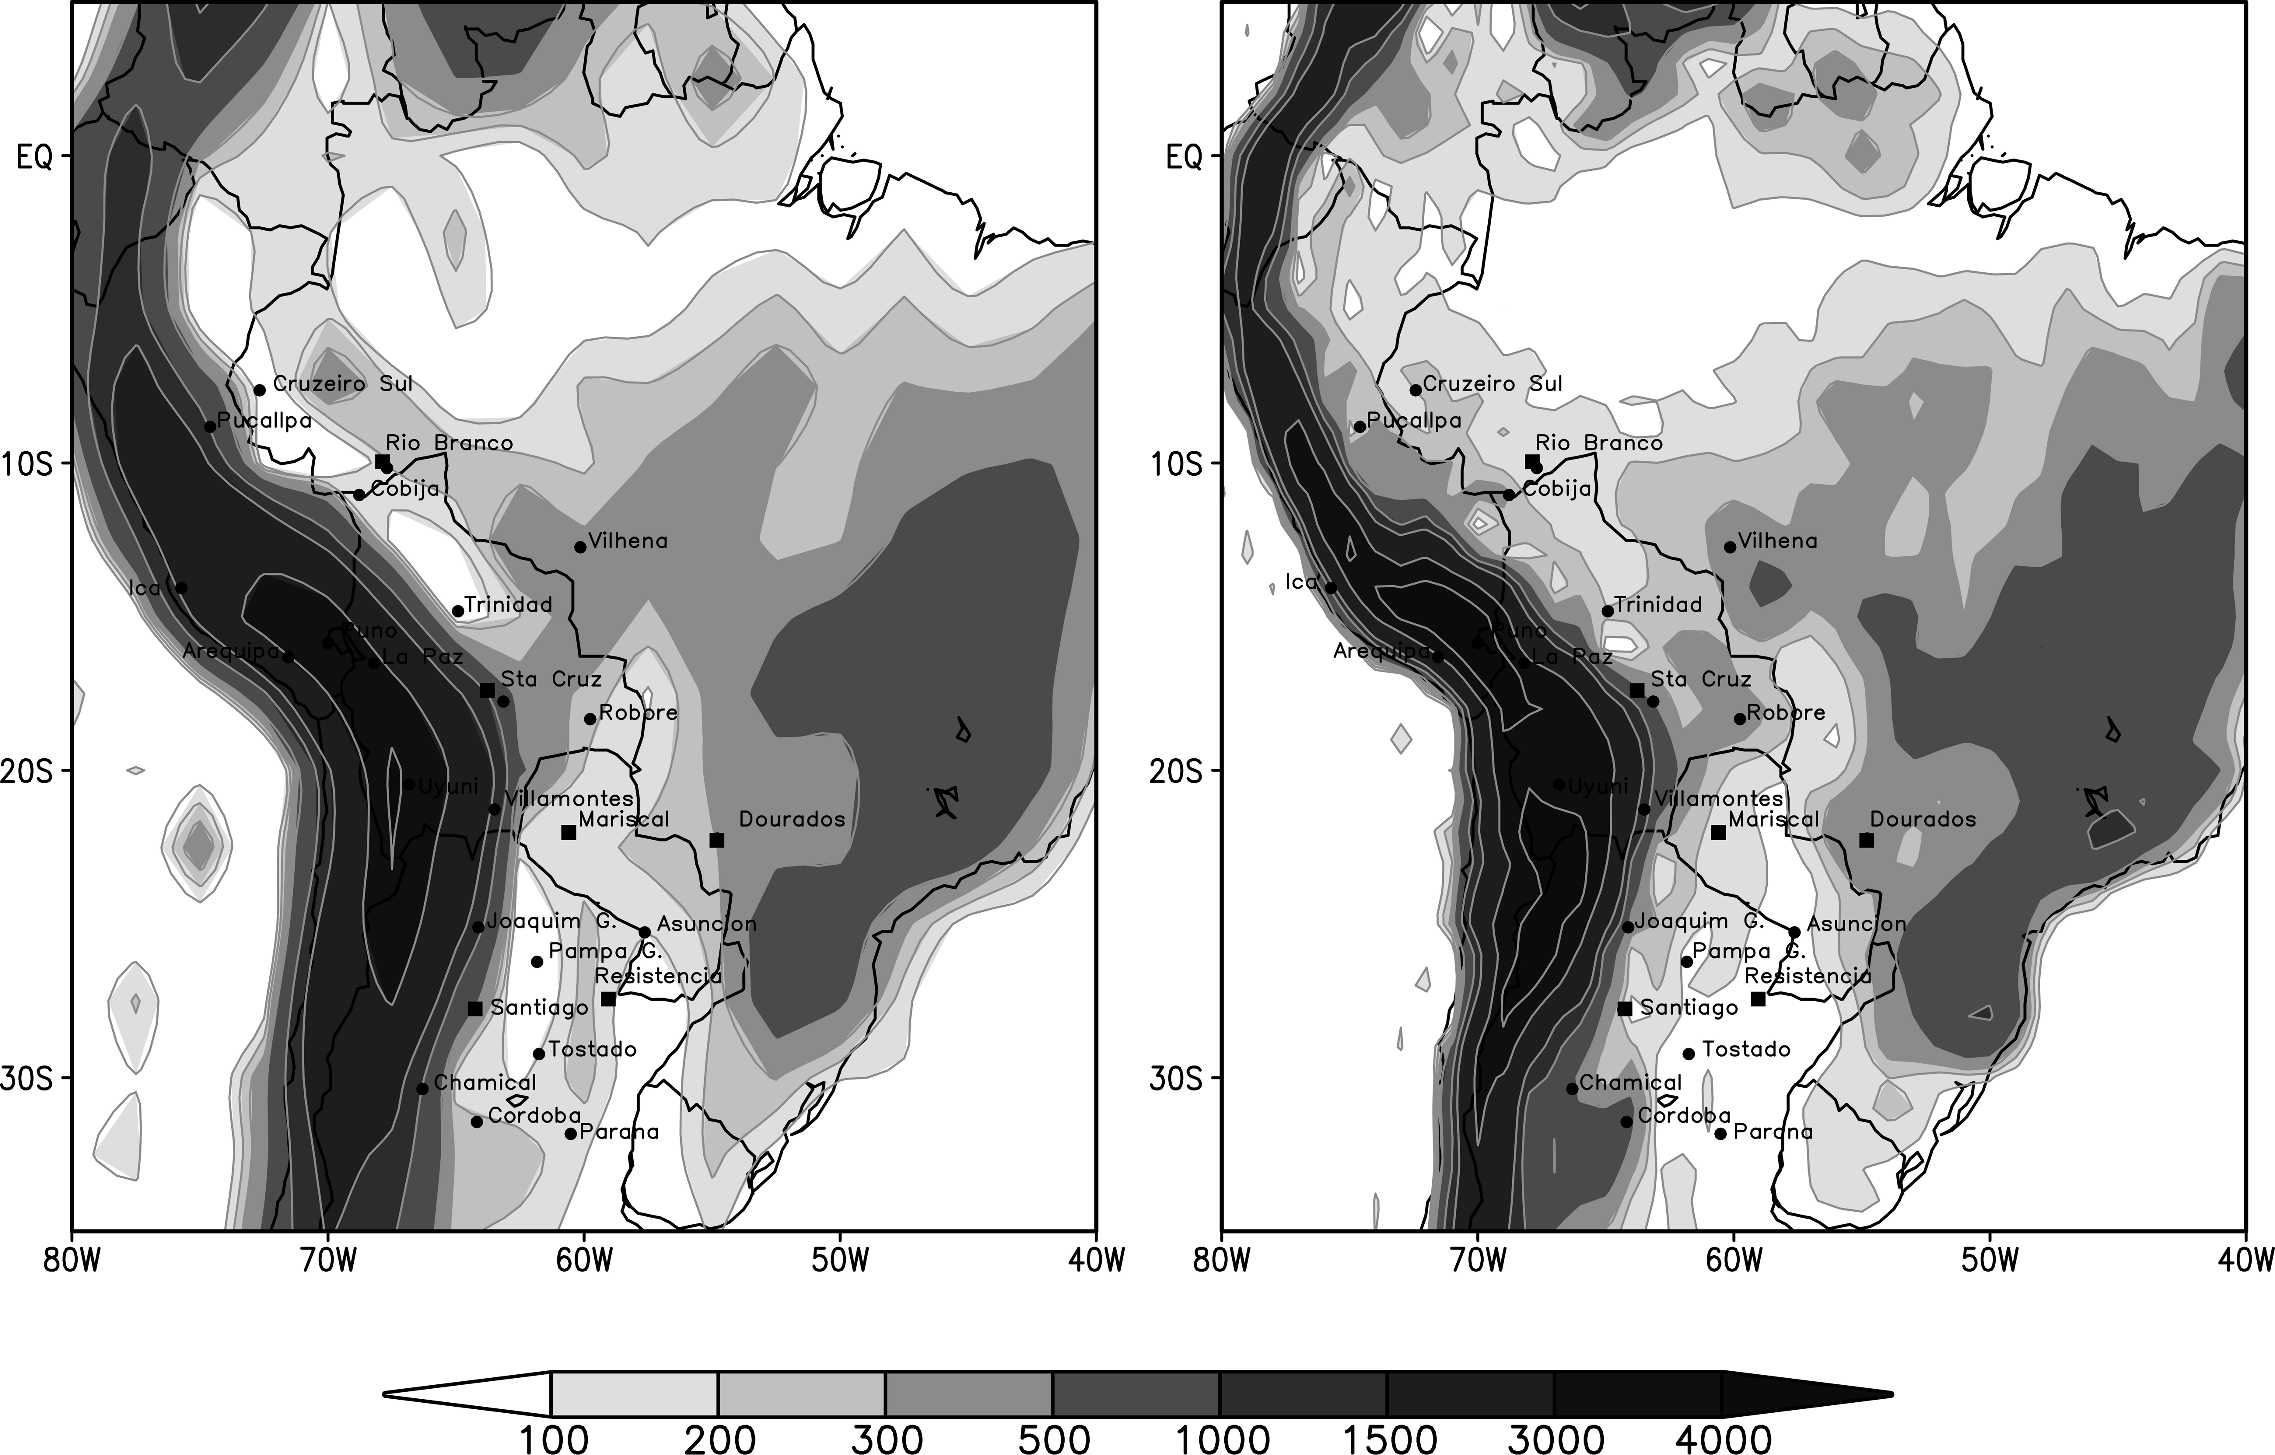 EQ
10S
20S
30S
80W 70W 60W 50W 40W
Cruzeiro Sul
Pucallpa
Rio Branco
Cobija
Vilhena
Ica
Trinidad
Puno
Arequipa
La Paz
Sta Cruz
Robore
Uyuni
Villamontes
Mariscal
Dourados
Joaquim G.
Asuncion
Pampa G.
Resistencia
Santiago
Tostado
Chamical
Cordoba
Parana
EQ
10S
20S
30S
80W 70W 60W 50W 40W
Cruzeiro Sul
Pucallpa
Rio Branco
Cobija
Vilhena
Ica
Trinidad
Puno
Arequipa
La Paz
Sta Cruz
Robore
Uyuni
Villamontes
Mariscal
Dourados
Joaquim G.
Asuncion
Pampa G.
Resistencia
Santiago
Tostado
Chamical
Cordoba
Parana
100 200 300 500 1000 1500 3000 4000